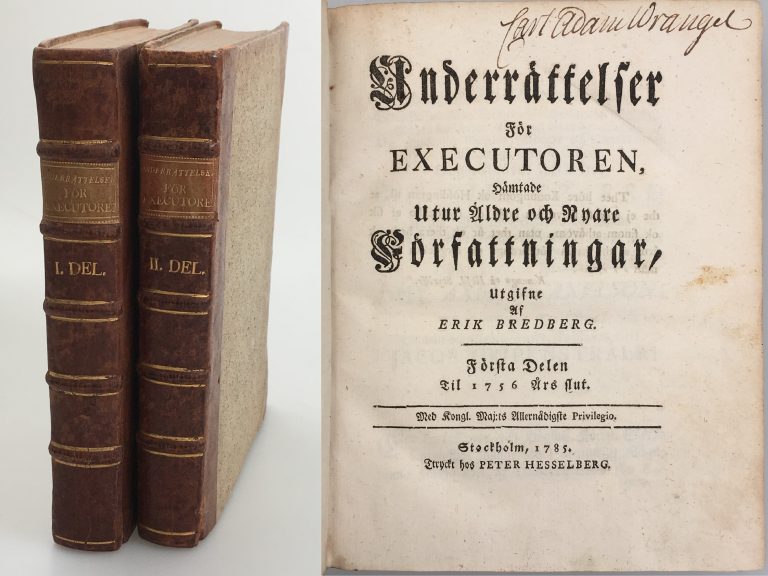 UNDERRÄTTELSE.
FÖR
EXECUTORE
I. DEL.
UNDERRÄTTELSE.
FÖR
EXECUTORE
II. DEL.
Carl Adam Wrangel
Underrättelser
För
EXECUTOREN,
Hämtade
Utur Äldre och Nyare
Författningar,
Utgifne
Af
ERIK BREDBERG.
Första Delen
Til 1756 Års slut.
Med Kongl. Maj:ts Allernådigste Privilegio.
Stockholm, 1785.
Tryckt hos PETER HESSELBERG.